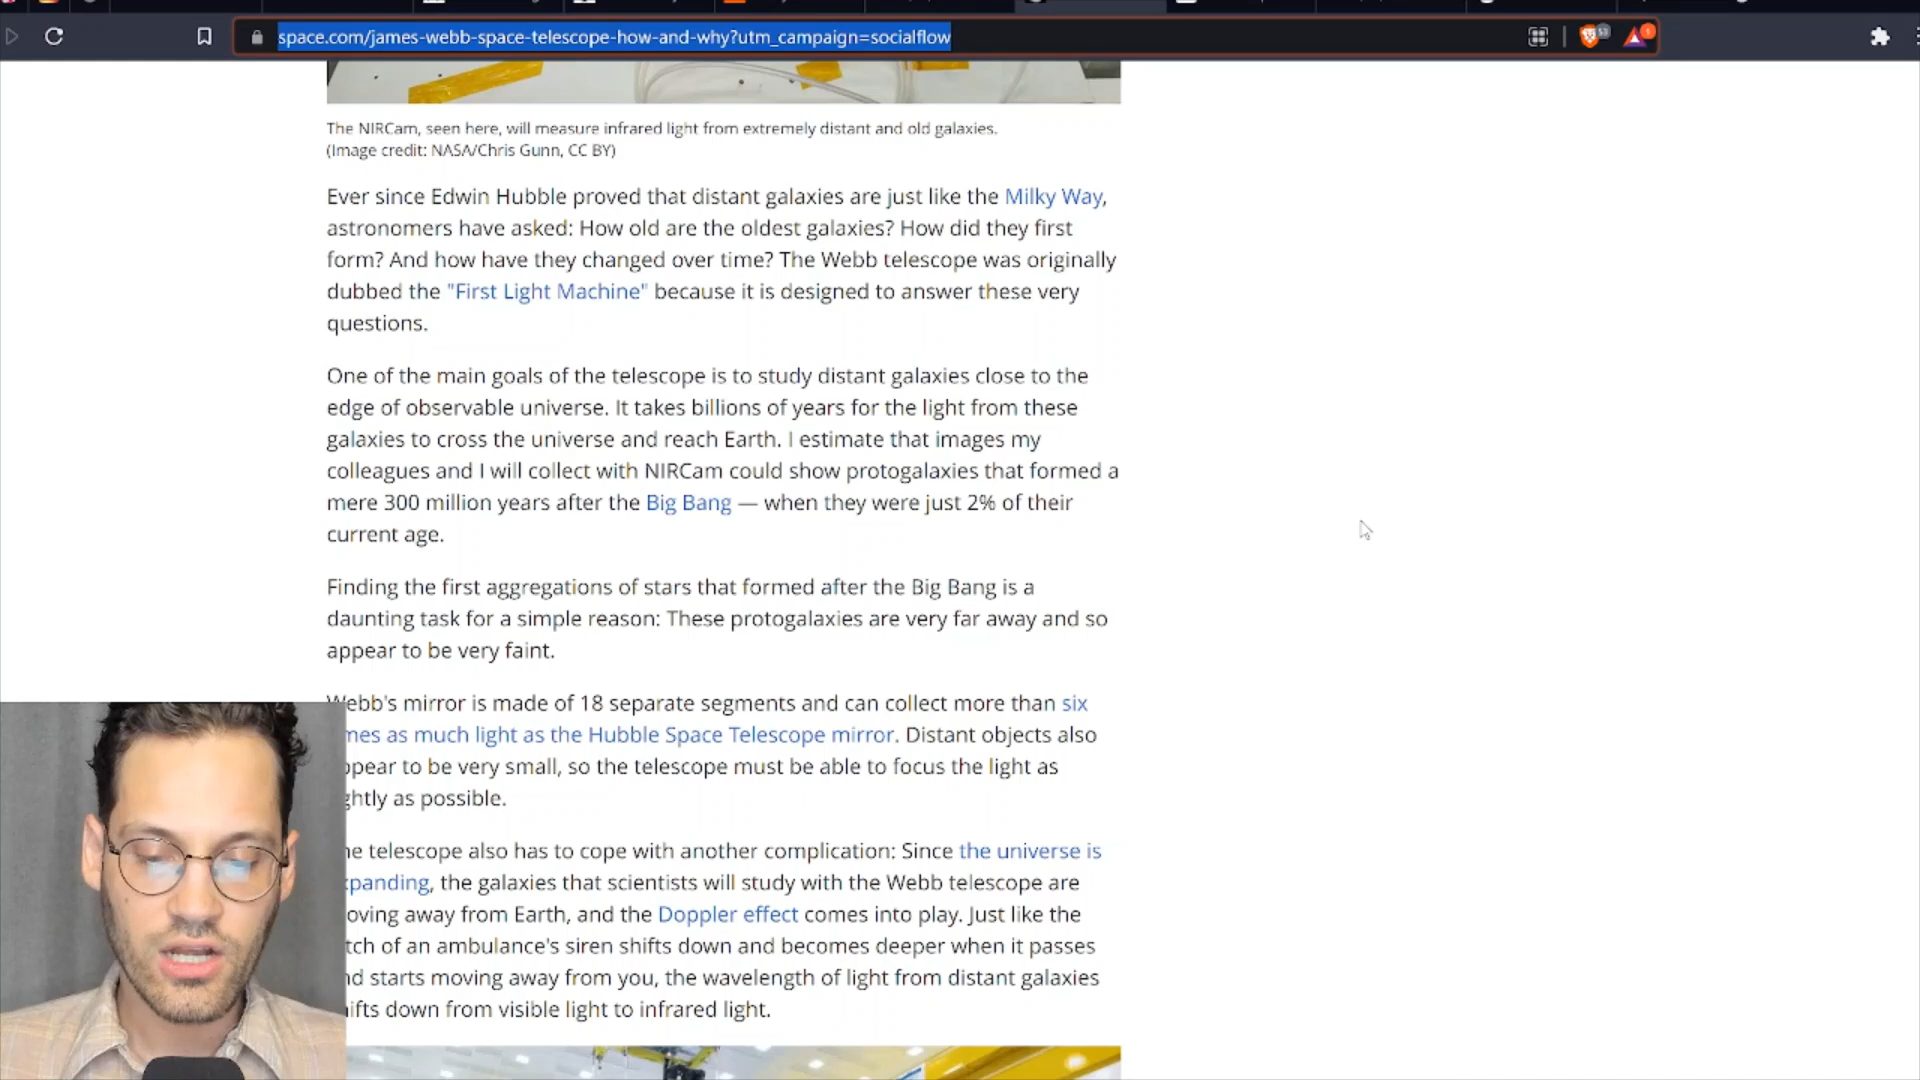 space.com/james-webb-space-telescope-how-and-why?utm_campaign=socialflow
The NIRCam, seen here, will measure infrared light from extremely distant and old galaxies.
(Image credit: NASA/Chris Gunn, CC BY)
Ever since Edwin Hubble proved that distant galaxies are just like the Milky Way,
astronomers have asked: How old are the oldest galaxies? How did they first
form? And how have they changed over time? The Webb telescope was originally
dubbed the "First Light Machine" because it is designed to answer these very
questions.
One of the main goals of the telescope is to study distant galaxies close to the
edge of observable universe. It takes billions of years for the light from these
galaxies to cross the universe and reach Earth. I estimate that images my
colleagues and I will collect with NIRCam could show protogalaxies that formed a
mere 300 million years after the Big Bang — when they were just 2% of their
current age.
Finding the first aggregations of stars that formed after the Big Bang is a
daunting task for a simple reason: These protogalaxies are very far away and so
appear to be very faint.
Webb's mirror is made of 18 separate segments and can collect more than six
mes as much light as the Hubble Space Telescope mirror. Distant objects also
ppear to be very small, so the telescope must be able to focus the light as
ghtly as possible.
he telescope also has to cope with another complication: Since the universe is
xpanding, the galaxies that scientists will study with the Webb telescope are
oving away from Earth, and the Doppler effect comes into play. Just like the
tch of an ambulance's siren shifts down and becomes deeper when it passes
nd starts moving away from you, the wavelength of light from distant galaxies
ifts down from visible light to infrared light.